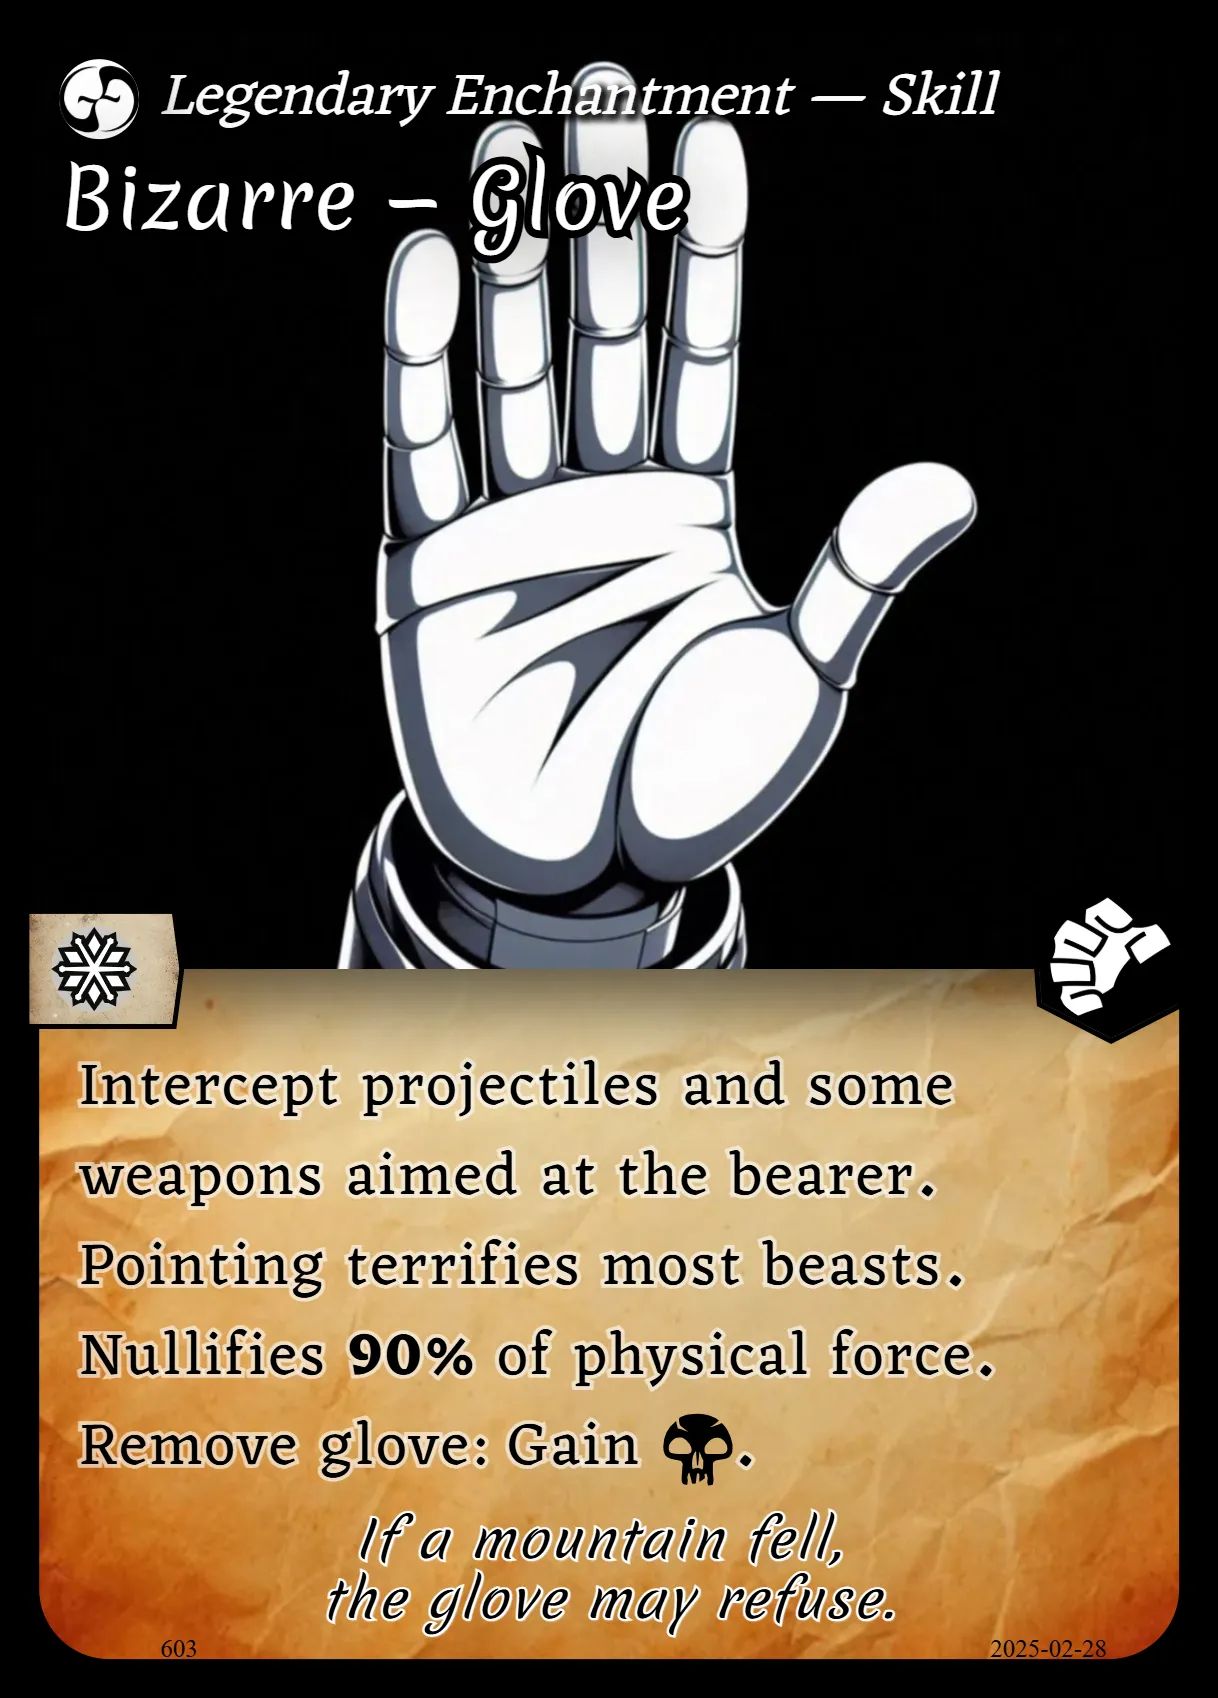 Legendary Enchantment — Skill
Bizarre – Glove
Intercept projectiles and some
weapons aimed at the bearer.
Pointing terrifies most beasts.
Nullifies 90% of physical force.
Remove glove: Gain .
If a mountain fell,
the glove may refuse.
603
2025-02-28